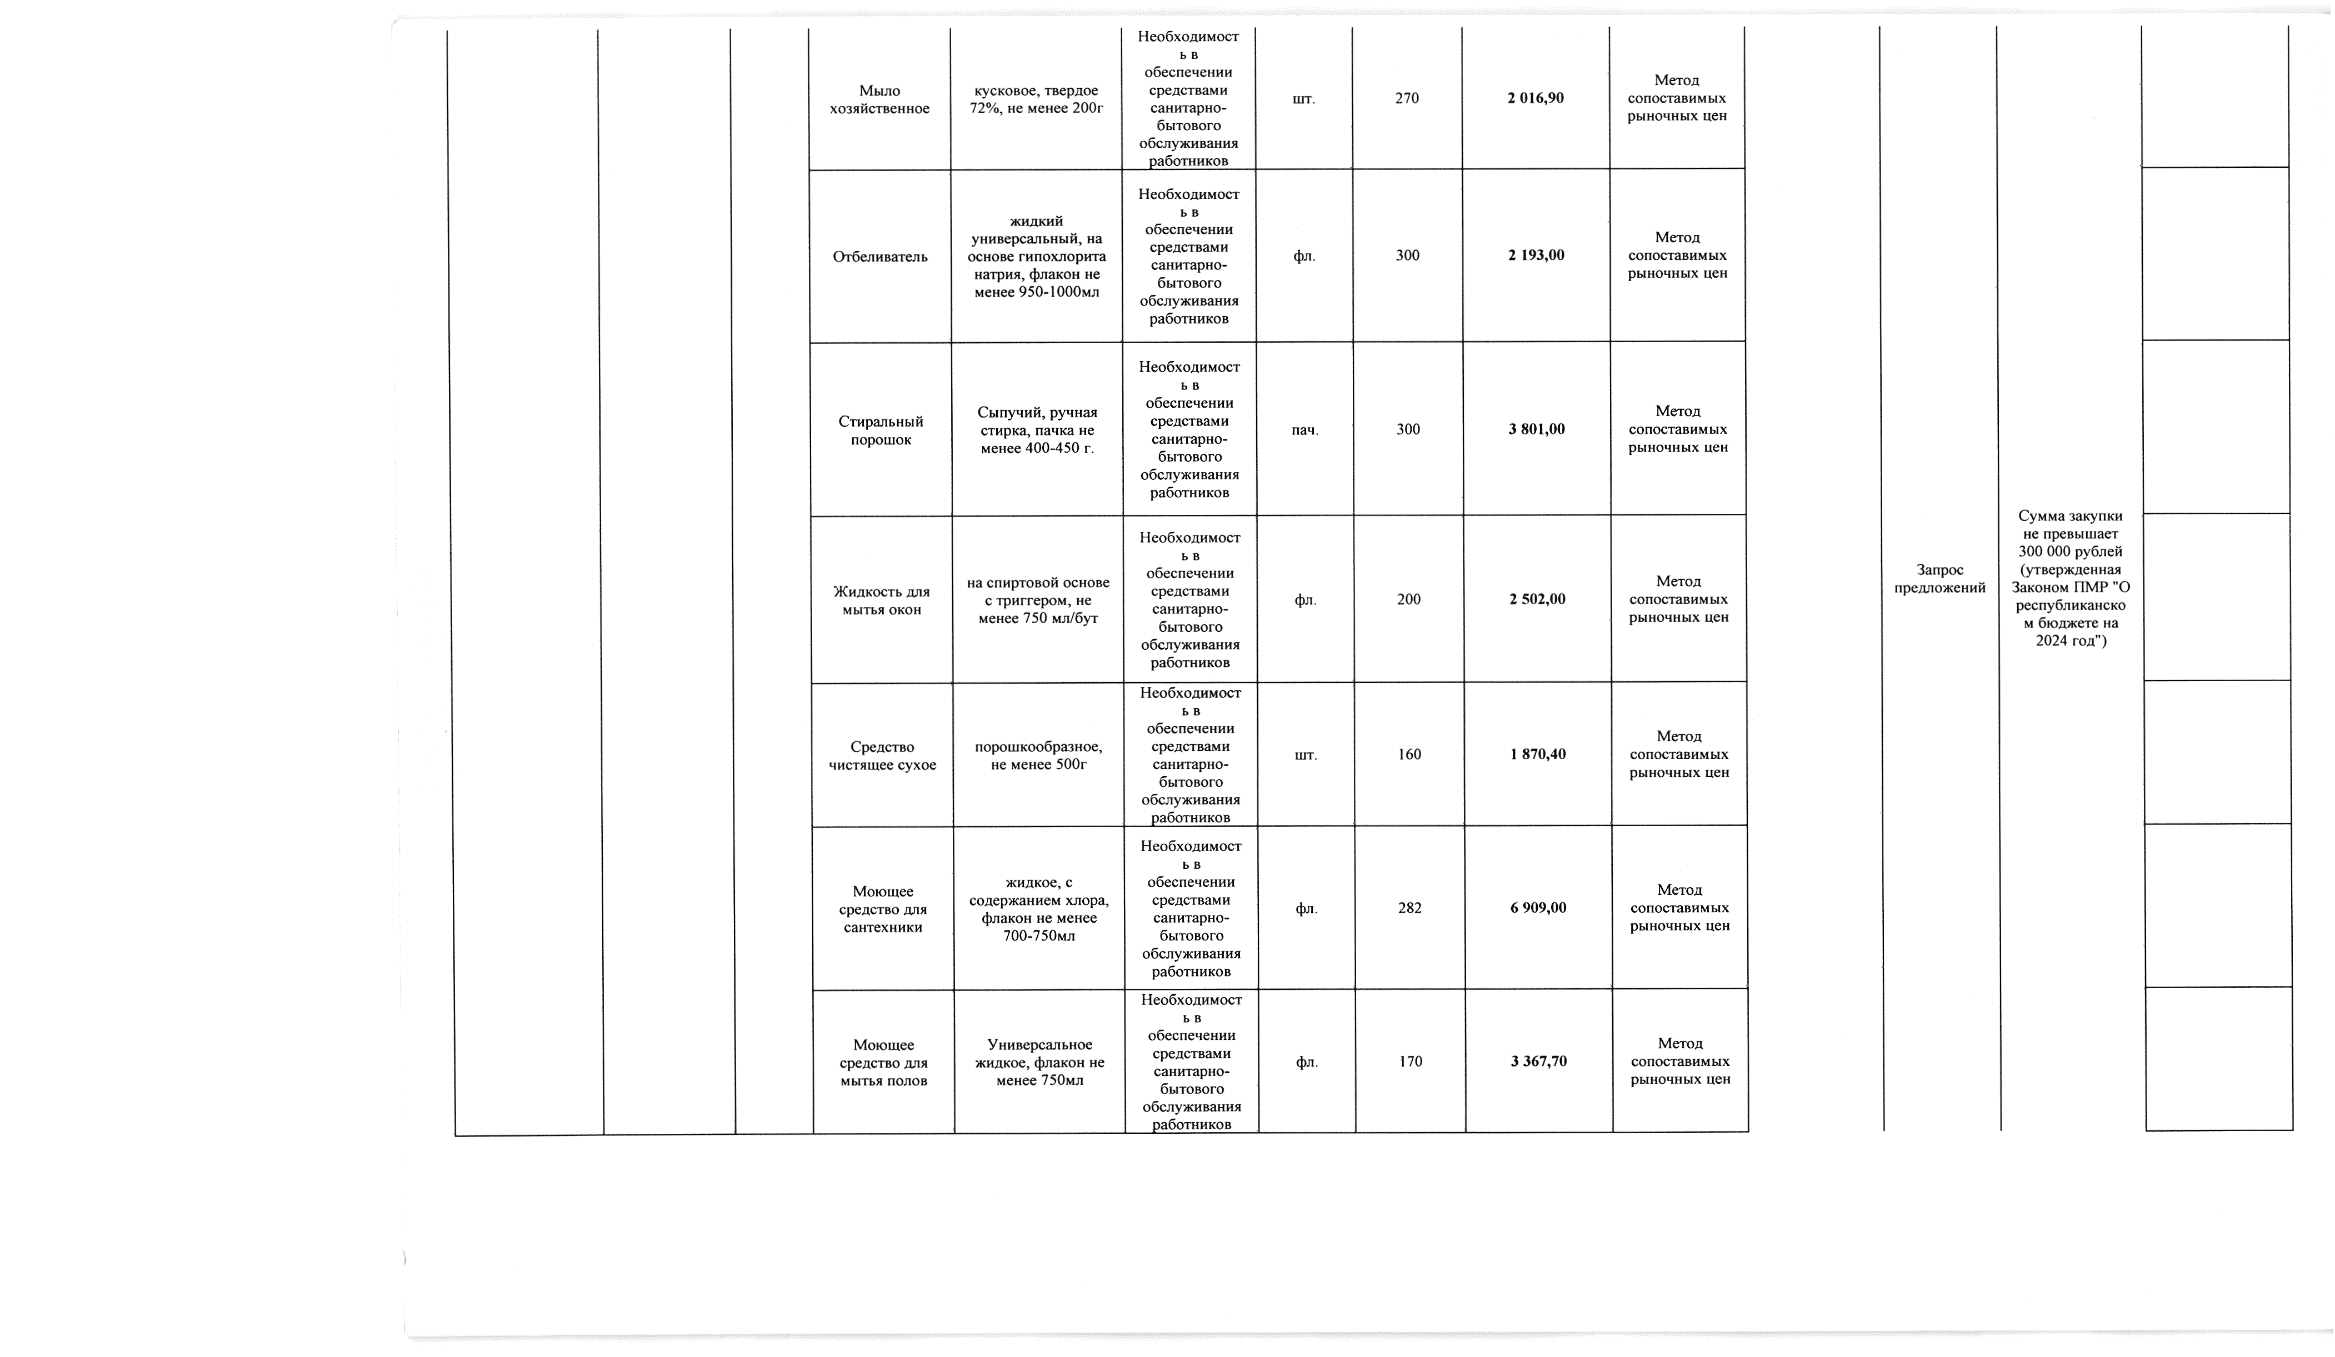 Мыло
хозяйственное
кусковое, твердое
72%, не менее 200г
Необходимост
ь в
обеспечении
средствами
санитарно-
бытового
обслуживания
работников
шт.
270
2 016,90
Метод
сопоставимых
рыночных цен
Отбеливатель
жидкий
универсальный, на
основе гипохлорита
натрия, флакон не
менее 950-1000мл
Необходимост
ь в
обеспечении
средствами
санитарно-
бытового
обслуживания
работников
фл.
300
2 193,00
Метод
сопоставимых
рыночных цен
Стиральный
порошок
Сыпучий, ручная
стирка, пачка не
менее 400-450 г.
Необходимост
ь в
обеспечении
средствами
санитарно-
бытового
обслуживания
работников
пач.
300
3 801,00
Метод
сопоставимых
рыночных цен
Жидкость для
мытья окон
на спиртовой основе
с триггером, не
менее 750 мл/бут
Необходимост
ь в
обеспечении
средствами
санитарно-
бытового
обслуживания
работников
фл.
200
2 502,00
Метод
сопоставимых
рыночных цен
Средство
чистящее сухое
порошкообразное,
не менее 500г
Необходимост
ь в
обеспечении
средствами
санитарно-
бытового
обслуживания
работников
шт.
160
1 870,40
Метод
сопоставимых
рыночных цен
Моющее
средство для
сантехники
жидкое, с
содержанием хлора,
флакон не менее
700-750мл
Необходимост
ь в
обеспечении
средствами
санитарно-
бытового
обслуживания
работников
фл.
282
6 909,00
Метод
сопоставимых
рыночных цен
Моющее
средство для
мытья полов
Универсальное
жидкое, флакон не
менее 750мл
Необходимост
ь в
обеспечении
средствами
санитарно-
бытового
обслуживания
работников
фл.
170
3 367,70
Метод
сопоставимых
рыночных цен
Запрос
предложений
Сумма закупки
не превышает
300 000 рублей
(утвержденная
Законом ПМР "О
республиканско
м бюджете на
2024 год")